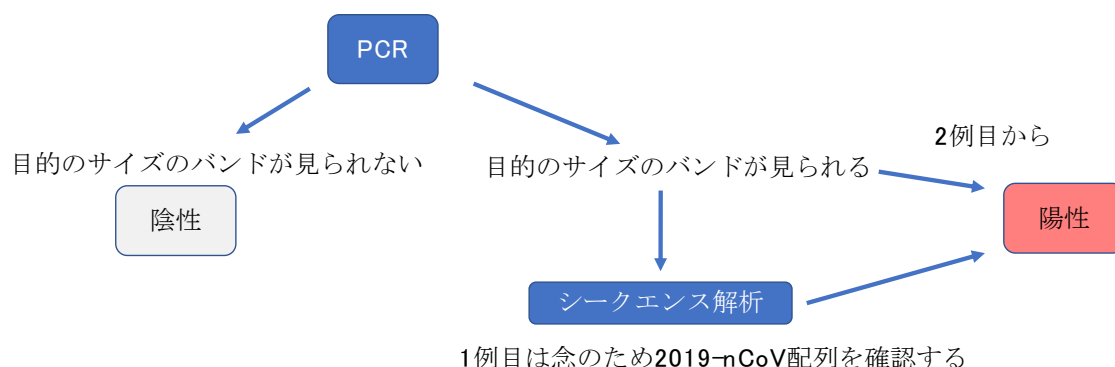 PCR
2例目から
目的のサイズのバンドが見られない
目的のサイズのバンドが見られる
陰性
陽性
シークエンス解析
1例目は念のため2019-nCoV配列を確認する